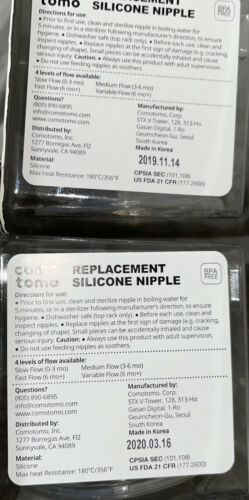 tomo SILICONE NIPPLE
BPA FREE
Directions for use:
• Prior to first use, clean and sterilize nipple in boiling water for
5 minutes, or in a sterilizer following manufacturer's direction, to ensure
hygiene. • Dishwasher safe (top rack only). • Before each use, clean and
inspect nipples. • Replace nipples at the first sign of damage (e.g. cracking,
changing of shape). Small pieces can be accidentally inhaled and cause
serious injury. Caution: • Always use this product with adult supervision.
• Do not use feeding nipples as soothers.
4 levels of flow available:
Slow Flow (0-3 mo) Medium Flow (3-6 mo)
Fast Flow (6 mo+) Variable Flow (6 mo+)
Questions?
(800) 890-6895
info@comotomo.com
www.comotomo.com
Distributed by:
Comotomo, Inc.
1277 Borregas Ave, Fl2
Sunnyvale, CA 94089
Material:
Silicone
Max heat Resistance: 180°C/356°F
Manufactured by:
Comotomo, Corp.
STX V-Tower, 128, 313-Ho
Gasan Digital, 1-Ro
Geumcheon-Gu, Seoul
South Korea
Made in Korea
2019.11.14
CPSIA SEC (101,108)
US FDA 21 CFR (177.2600)
como REPLACEMENT
tomo SILICONE NIPPLE
BPA FREE
Directions for use:
• Prior to first use, clean and sterilize nipple in boiling water for
5 minutes, or in a sterilizer following manufacturer's direction, to ensure
hygiene. • Dishwasher safe (top rack only). • Before each use, clean and
inspect nipples. • Replace nipples at the first sign of damage (e.g. cracking,
changing of shape). Small pieces can be accidentally inhaled and cause
serious injury. Caution: • Always use this product with adult supervision.
• Do not use feeding nipples as soothers.
4 levels of flow available:
Slow Flow (0-3 mo) Medium Flow (3-6 mo)
Fast Flow (6 mo+) Variable Flow (6 mo+)
Questions?
(800) 890-6895
info@comotomo.com
www.comotomo.com
Distributed by:
Comotomo, Inc.
1277 Borregas Ave, Fl2
Sunnyvale, CA 94089
Material:
Silicone
Max heat Resistance: 180°C/356°F
Manufactured by:
Comotomo, Corp.
STX V-Tower, 128, 313-Ho
Gasan Digital, 1-Ro
Geumcheon-Gu, Seoul
South Korea
Made in Korea
2020.03.16
CPSIA SEC (101,108)
US FDA 21 CFR (177.2600)